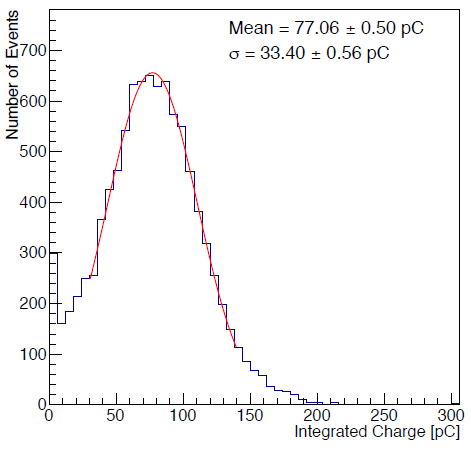 Mean = 77.06 ± 0.50 pC
σ = 33.40 ± 0.56 pC
Number of Events
700
600
500
400
300
200
100
0
0 50 100 150 200 250 300
Integrated Charge [pC]